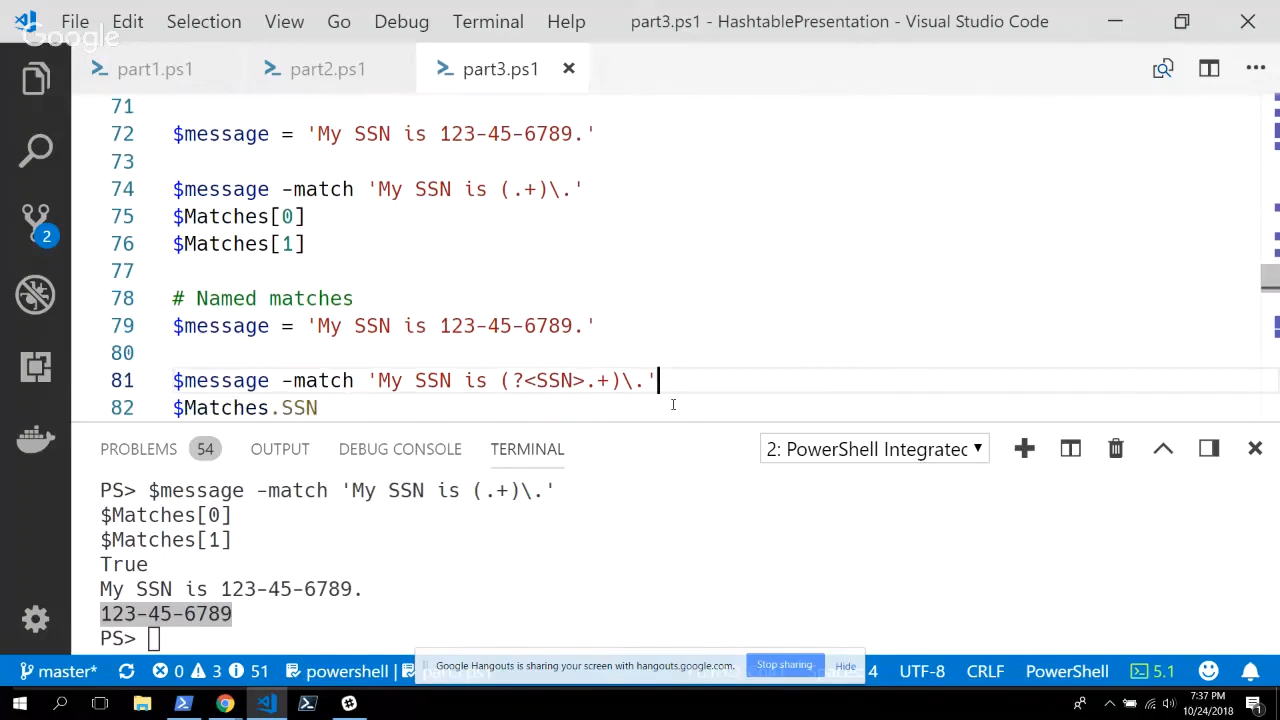 File Edit Selection View Go Debug Terminal Help part3.ps1 - HashtablePresentation - Visual Studio Code
Google
part1.ps1 part2.ps1 part3.ps1
71
72 $message = 'My SSN is 123-45-6789.'
73
74 $message -match 'My SSN is (.+)\.'
75 $Matches[0]
76 $Matches[1]
77
78 # Named matches
79 $message = 'My SSN is 123-45-6789.'
80
81 $message -match 'My SSN is (?<SSN>.+)\.'
82 $Matches.SSN
2
PROBLEMS 54 OUTPUT DEBUG CONSOLE TERMINAL 2: PowerShell Integratec
PS> $message -match 'My SSN is (.+)\.'
$Matches[0]
$Matches[1]
True
My SSN is 123-45-6789.
123-45-6789
PS>
Google Hangouts is sharing your screen with hangouts.google.com. Stop sharing Hide
master* 0 3 51 powershell 4 UTF-8 CRLF PowerShell 5.1
7:37 PM
10/24/2018
1